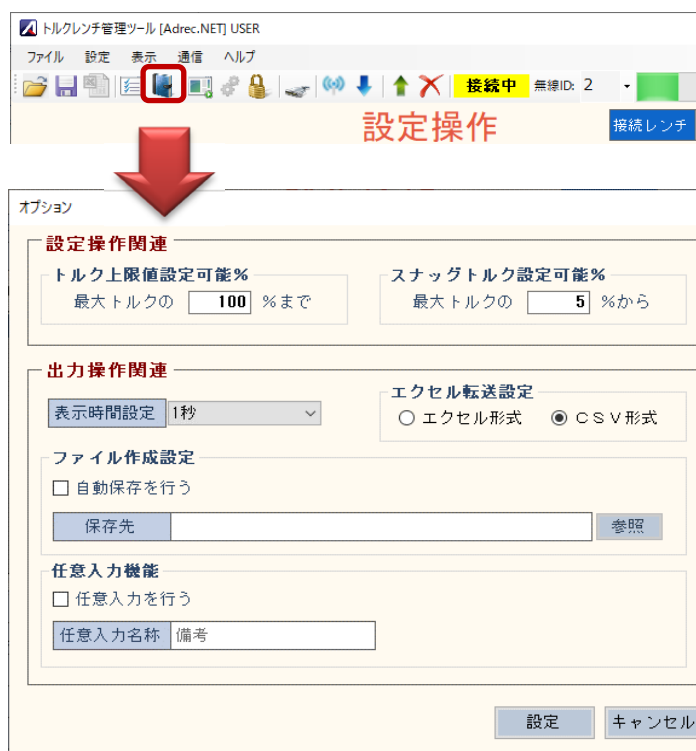 トルクレンチ管理ツール [Adrec.NET] USER
ファイル 設定 表示 通信 ヘルプ
接続中 無線ID: 2
設定操作
接続レンチ
オプション
設定操作関連
トルク上限値設定可能%
最大トルクの 100 %まで
スナッグトルク設定可能%
最大トルクの 5 %から
出力操作関連
表示時間設定 1秒
エクセル転送設定
エクセル形式 CSV形式
ファイル作成設定
自動保存を行う
保存先 参照
任意入力機能
任意入力を行う
任意入力名称 備考
設定 キャンセル